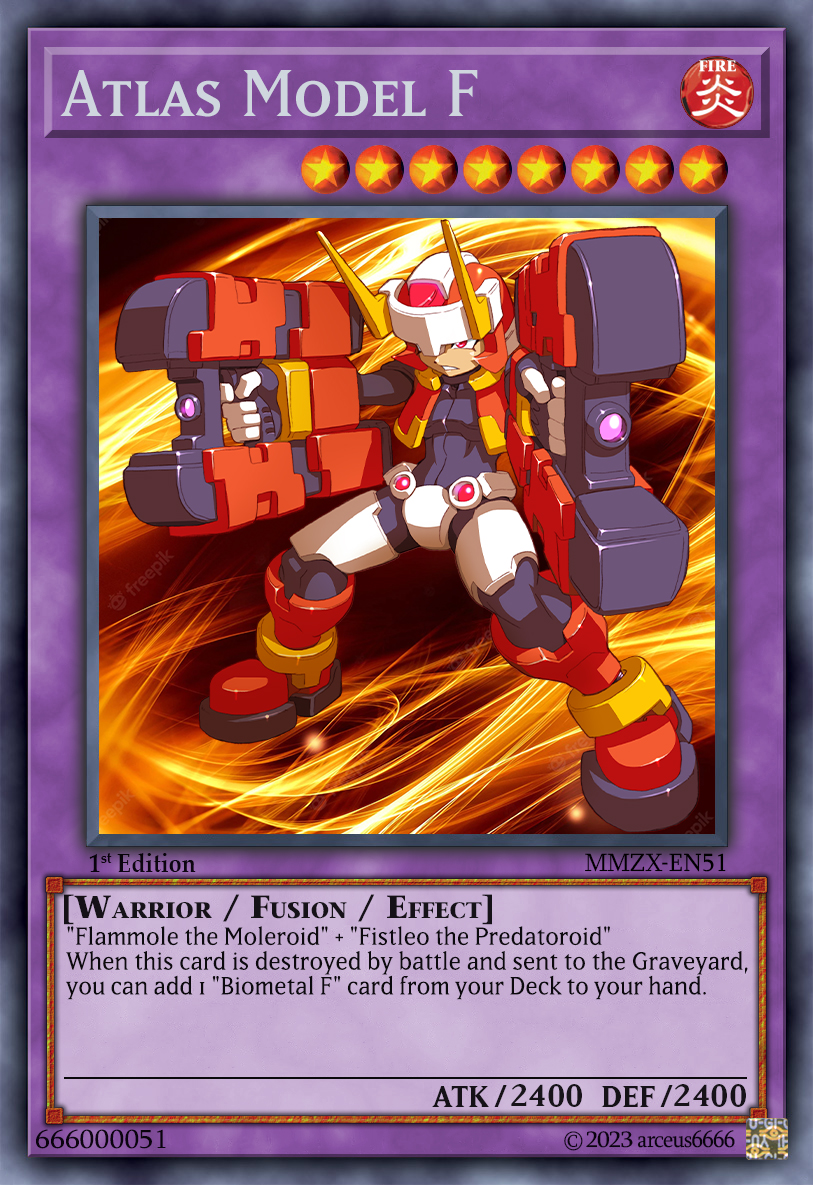 Atlas Model F
FIRE
炎
1st Edition
MMZX-EN51
[Warrior / Fusion / Effect]
"Flammole the Moleroid" + "Fistleo the Predatoroid"
When this card is destroyed by battle and sent to the Graveyard,
you can add 1 "Biometal F" card from your Deck to your hand.
ATK/2400 DEF/2400
666000051
© 2023 arceus6666
freepik